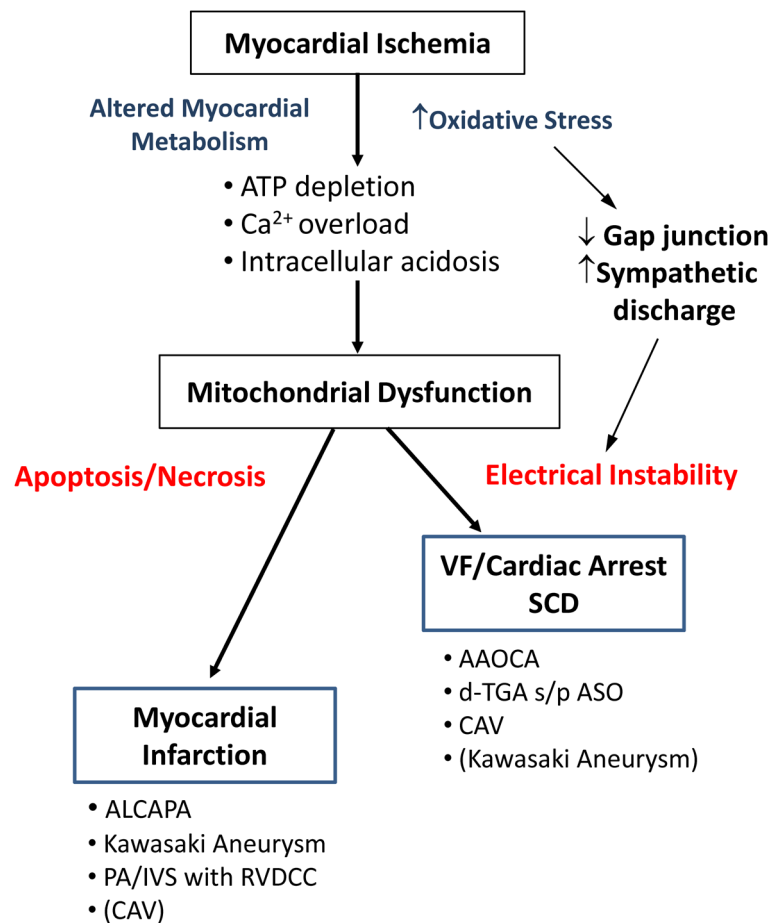 Myocardial Ischemia
Altered Myocardial
Metabolism
↑Oxidative Stress
• ATP depletion
• Ca²⁺ overload
• Intracellular acidosis
↓ Gap junction
↑Sympathetic
discharge
Mitochondrial Dysfunction
Apoptosis/Necrosis
Electrical Instability
VF/Cardiac Arrest
SCD
• AAOCA
• d-TGA s/p ASO
• CAV
• (Kawasaki Aneurysm)
Myocardial
Infarction
• ALCAPA
• Kawasaki Aneurysm
• PA/IVS with RVDCC
• (CAV)